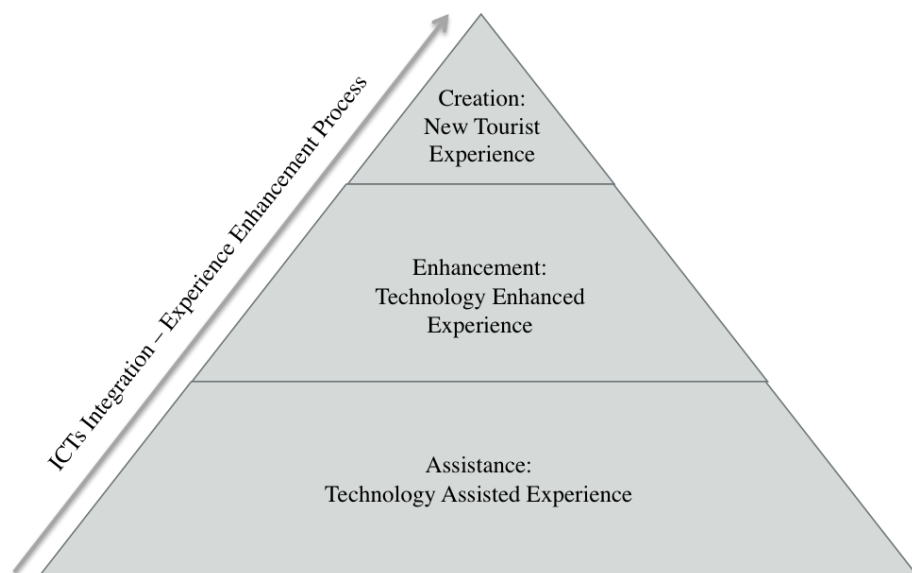 ICTs Integration – Experience Enhancement Process
Creation:
New Tourist
Experience
Enhancement:
Technology Enhanced
Experience
Assistance:
Technology Assisted Experience